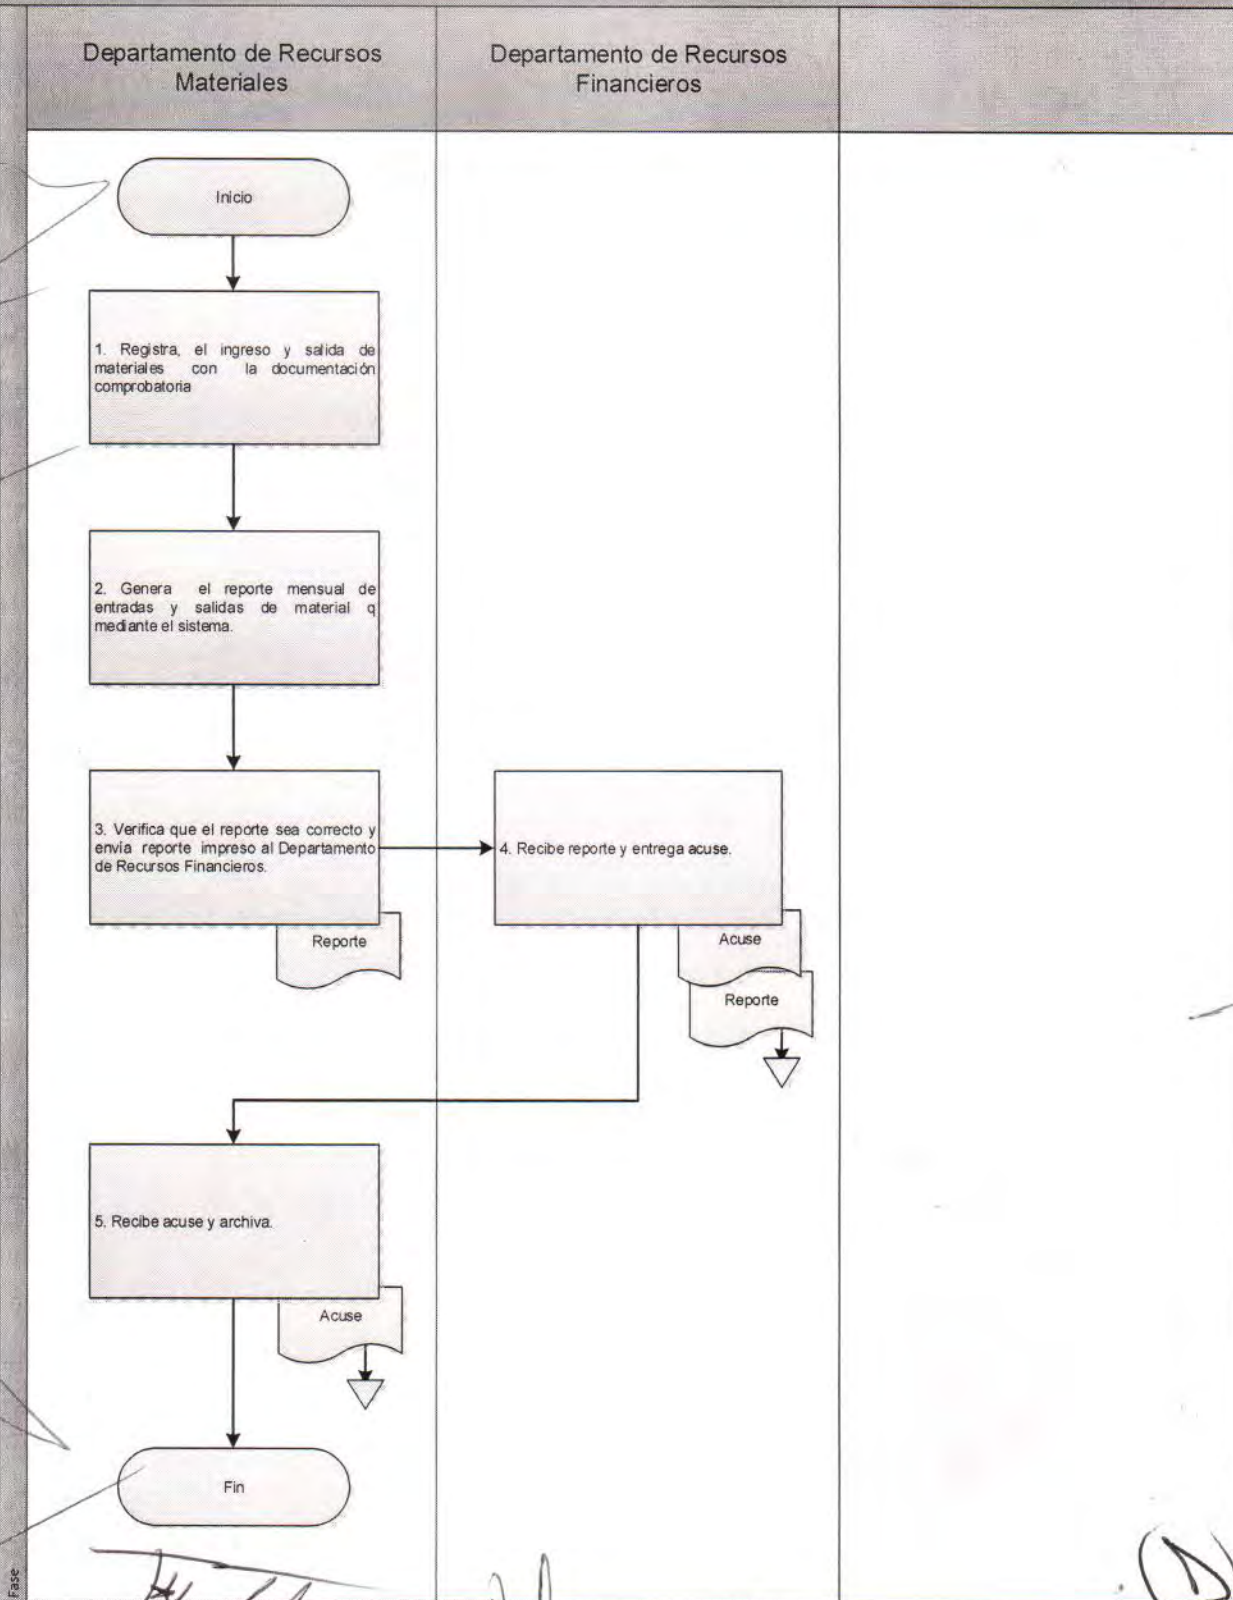 Departamento de Recursos
Materiales
Departamento de Recursos
Financieros
Inicio
1. Registra, el ingreso y salida de
materiales con la documentación
comprobatoria
2. Genera el reporte mensual de
entradas y salidas de material q
mediante el sistema.
3. Verifica que el reporte sea correcto y
envía reporte impreso al Departamento
de Recursos Financieros.
Reporte
4. Recibe reporte y entrega acuse.
Acuse
Reporte
5. Recibe acuse y archiva.
Acuse
Fin
Fase